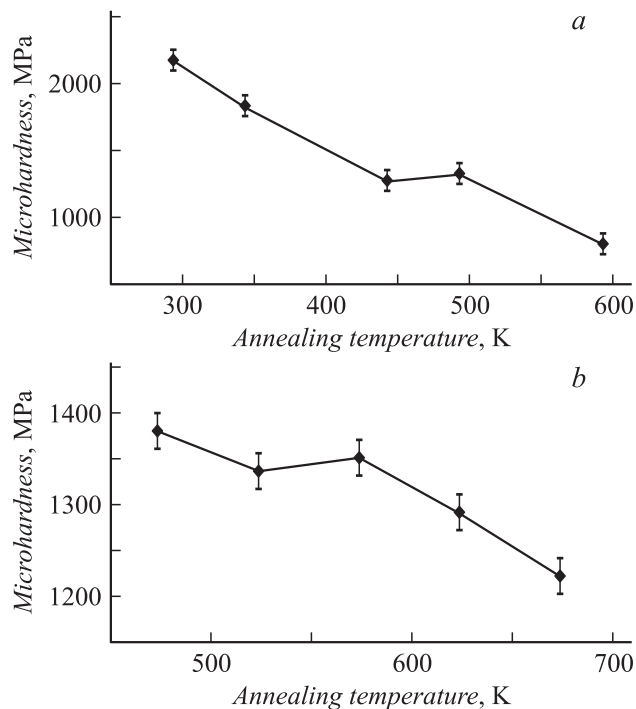 a
2000
1000
Microhardness, MPa
300 400 500 600
Annealing temperature, K
b
1400
1300
1200
Microhardness, MPa
500 600 700
Annealing temperature, K